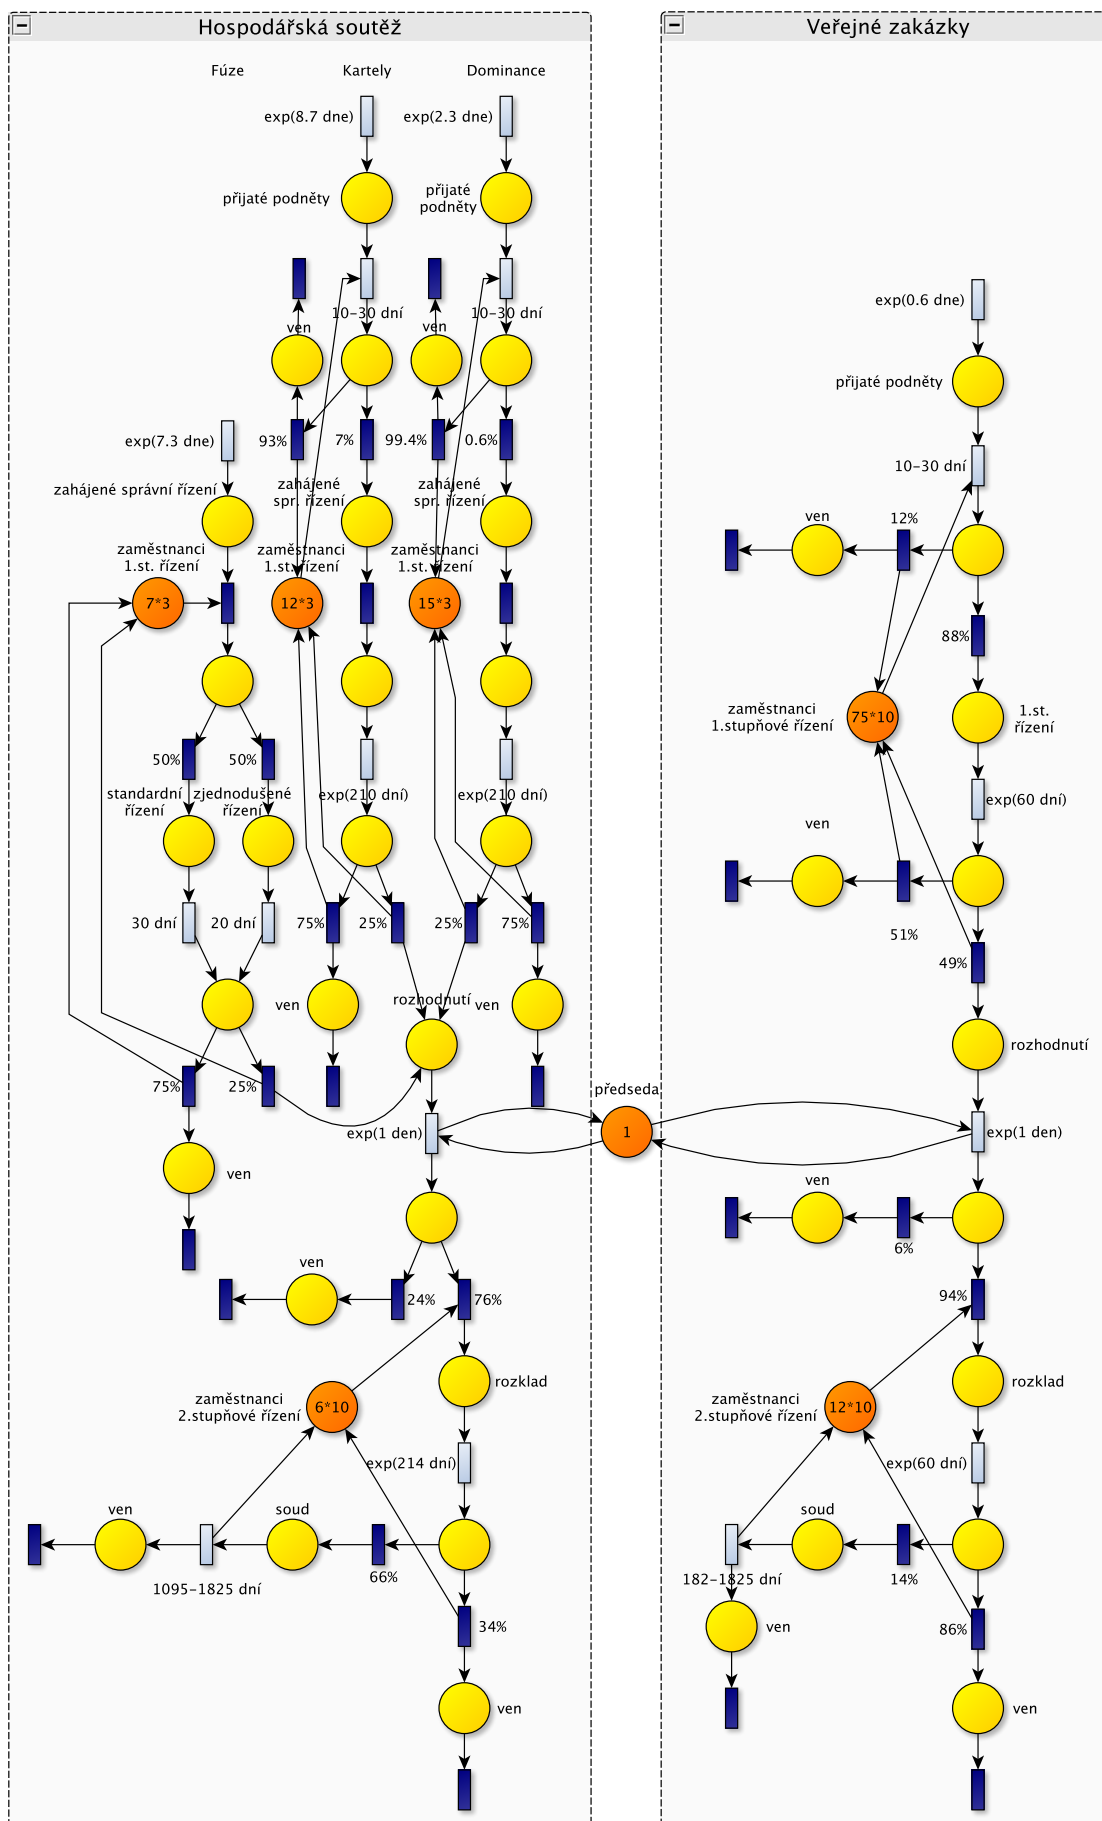 Hospodářská soutěž
Fúze
Kartely
Dominance
exp(8.7 dne)
exp(2.3 dne)
přijaté podněty
přijaté
podněty
10-30 dní
10-30 dní
ven
ven
exp(7.3 dne)
93%
7%
99.4%
0.6%
zahájené správní řízení
zahájené
spr. řízení
zahájené
spr. řízení
zaměstnanci
1.st. řízení
zaměstnanci
1.st. řízení
zaměstnanci
1.st. řízení
7*3
12*3
15*3
50%
50%
standardní
řízení
zjednodušené
řízení
exp(210 dní)
exp(210 dní)
30 dní
20 dní
75%
25%
25%
75%
ven
rozhodnutí
ven
75%
25%
exp(1 den)
předseda
1
ven
ven
24%
76%
rozklad
zaměstnanci
2.stupňové řízení
6*10
exp(214 dní)
ven
soud
1095-1825 dní
66%
34%
ven
Veřejné zakázky
exp(0.6 dne)
přijaté podněty
10-30 dní
ven
12%
88%
zaměstnanci
1.stupňové řízení
75*10
1.st.
řízení
exp(60 dní)
ven
51%
49%
rozhodnutí
exp(1 den)
ven
6%
94%
rozklad
zaměstnanci
2.stupňové řízení
12*10
exp(60 dní)
soud
182-1825 dní
14%
ven
86%
ven